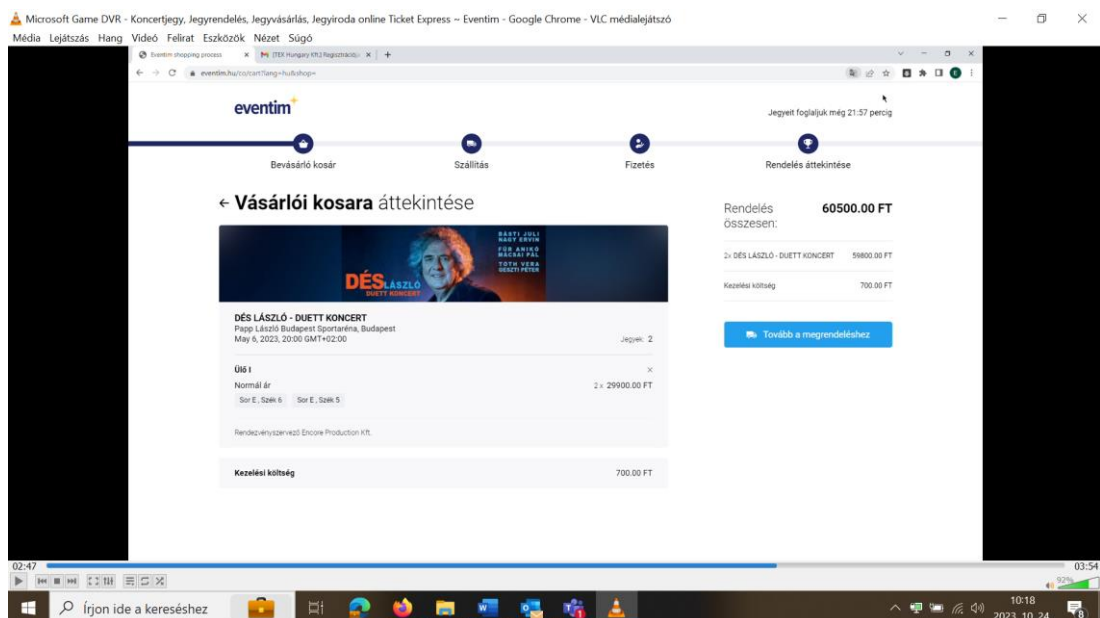 Microsoft Game DVR - Koncertjegy, Jegyrendelés, Jegyvásárlás, Jegyiroda online Ticket Express ~ Eventim - Google Chrome - VLC médialejátszó
Média Lejátszás Hang Videó Felirat Eszközök Nézet Súgó
Eventim shopping process
eventim.hu/co/cart?lang=hu&shop=
eventim
Jegyeit foglaljuk még 21:57 percig
Bevásárló kosár
Szállítás
Fizetés
Rendelés áttekintése
← Vásárlói kosara áttekintése
Rendelés összesen: 60500.00 FT
BÁSTI JULI
NAGY ERVIN
FÜR ANIKÓ
MÁCSAI PÁL
TÓTH VERA
GESZTI PÉTER
DÉS LÁSZLÓ
DUETT KONCERT
2x DÉS LÁSZLÓ - DUETT KONCERT 59800.00 FT
Kezelési költség 700.00 FT
Tovább a megrendeléshez
DÉS LÁSZLÓ - DUETT KONCERT
Papp László Budapest Sportaréna, Budapest
May 6, 2023, 20:00 GMT+02:00
Jegyek: 2
Ülő I
Normál ár 2 x 29900.00 FT
Sor E , Szék 6 Sor E , Szék 5
Rendezvényszervező Encore Production Kft.
Kezelési költség 700.00 FT
02:47 03:54
92%
Írjon ide a kereséshez
10:18
2023. 10. 24.
8